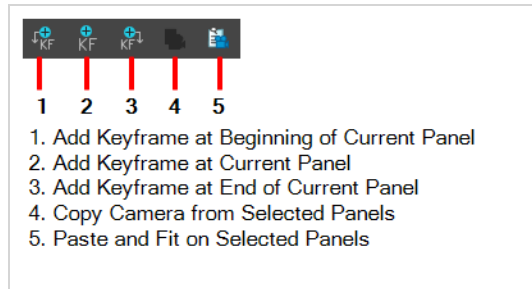 KF KF KF
1 2 3 4 5
1. Add Keyframe at Beginning of Current Panel
2. Add Keyframe at Current Panel
3. Add Keyframe at End of Current Panel
4. Copy Camera from Selected Panels
5. Paste and Fit on Selected Panels